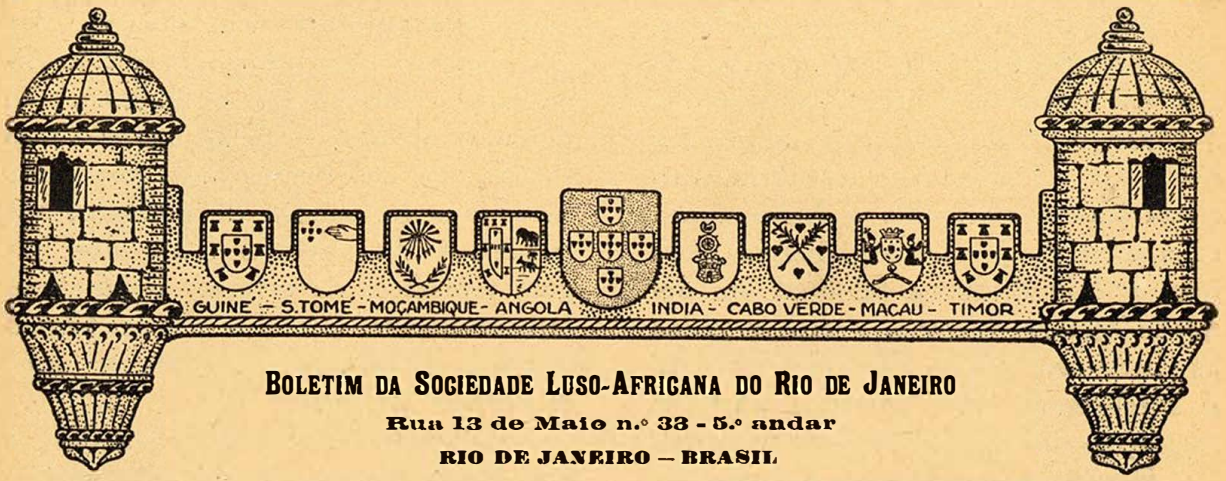 GUINE – S.TOME - MOÇAMBIQUE - ANGOLA INDIA - CABO VERDE - MACAU - TIMOR
BOLETIM DA SOCIEDADE LUSO-AFRICANA DO RIO DE JANEIRO
Rua 13 de Maio n.º 33 - 5.º andar
RIO DE JANEIRO — BRASIL